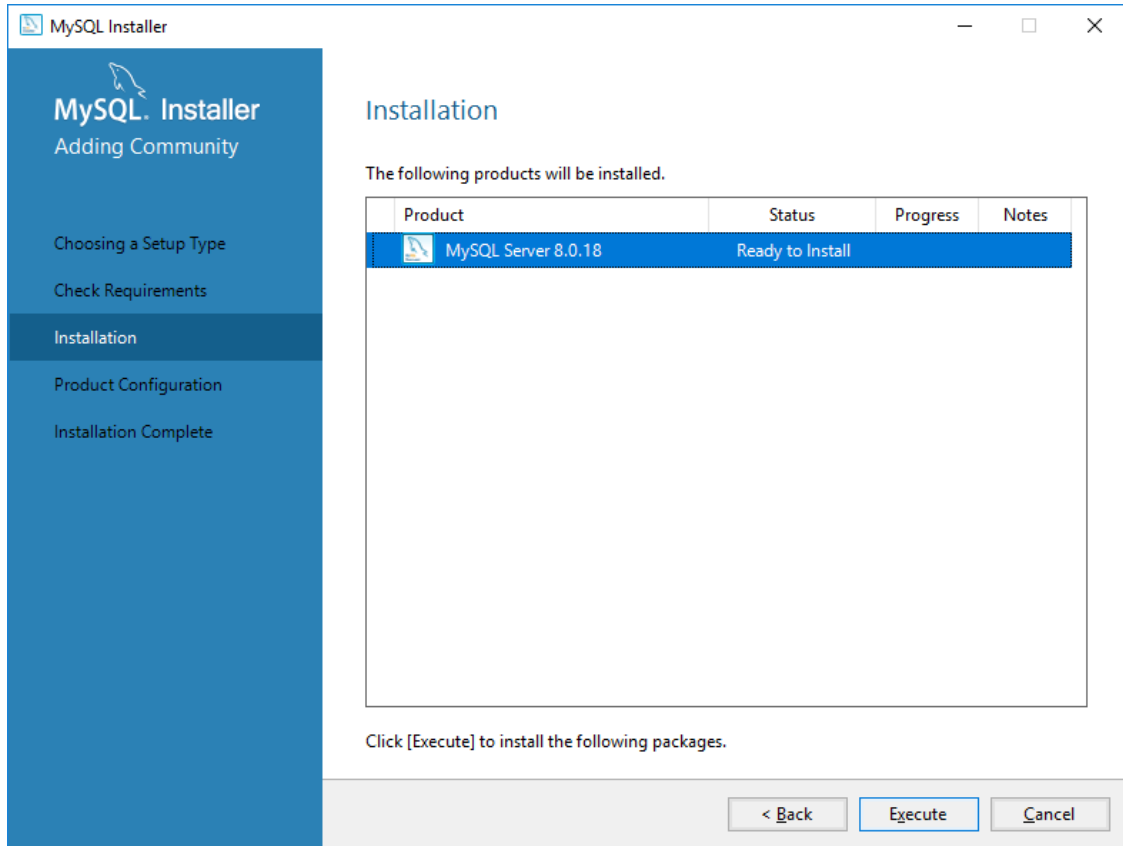 MySQL Installer
MySQL. Installer
Adding Community
Choosing a Setup Type
Check Requirements
Installation
Product Configuration
Installation Complete
Installation
The following products will be installed.
Product Status Progress Notes
MySQL Server 8.0.18 Ready to Install
Click [Execute] to install the following packages.
< Back Execute Cancel